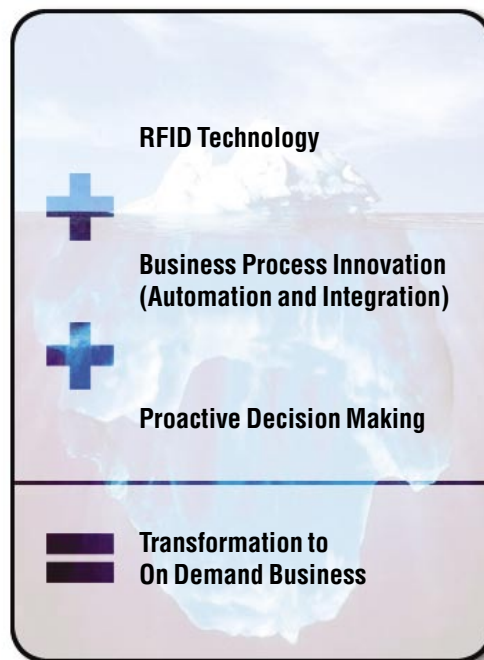 RFID Technology
+
Business Process Innovation
(Automation and Integration)
+
Proactive Decision Making
=
Transformation to
On Demand Business